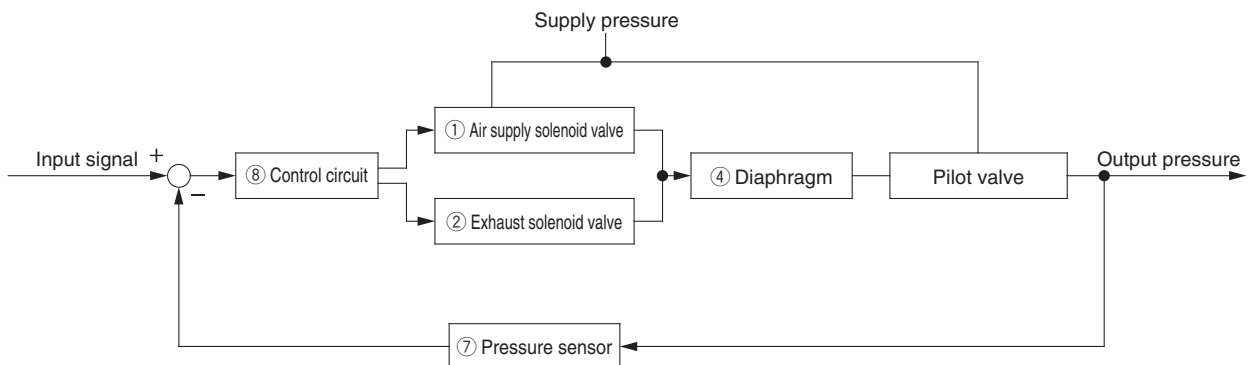 Supply pressure
① Air supply solenoid valve
Input signal
+
−
⑧ Control circuit
④ Diaphragm
Pilot valve
Output pressure
② Exhaust solenoid valve
⑦ Pressure sensor